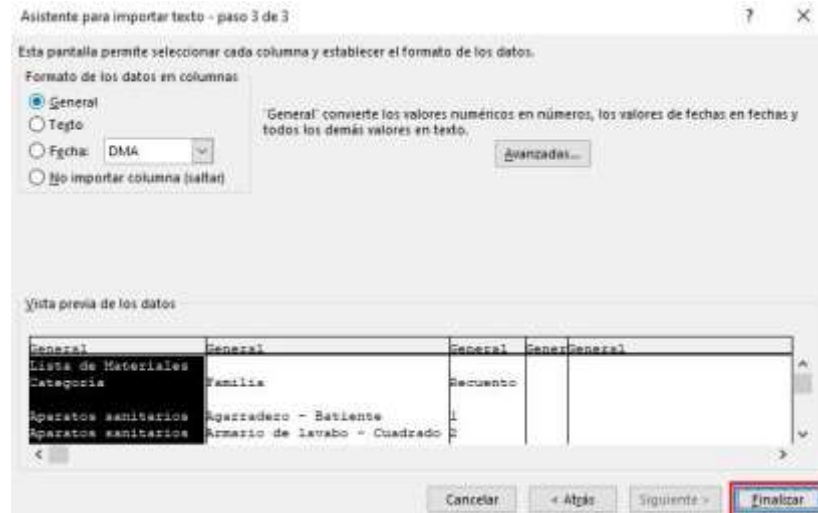 Asistente para importar texto - paso 3 de 3
Esta pantalla permite seleccionar cada columna y establecer el formato de los datos.
Formato de los datos en columnas
General
Texto
Fecha: DMA
No importar columna (saltar)
'General' convierte los valores numéricos en números, los valores de fechas en fechas y
todos los demás valores en texto.
Avanzadas...
Vista previa de los datos
General General General Gener General
Lista de Materiales
Categoría Familia Recuento
Aparatos sanitarios Agarradero - Batiente 1
Aparatos sanitarios Armario de lavabo - Cuadrado 2
Cancelar < Atrás Siguiente > Finalizar